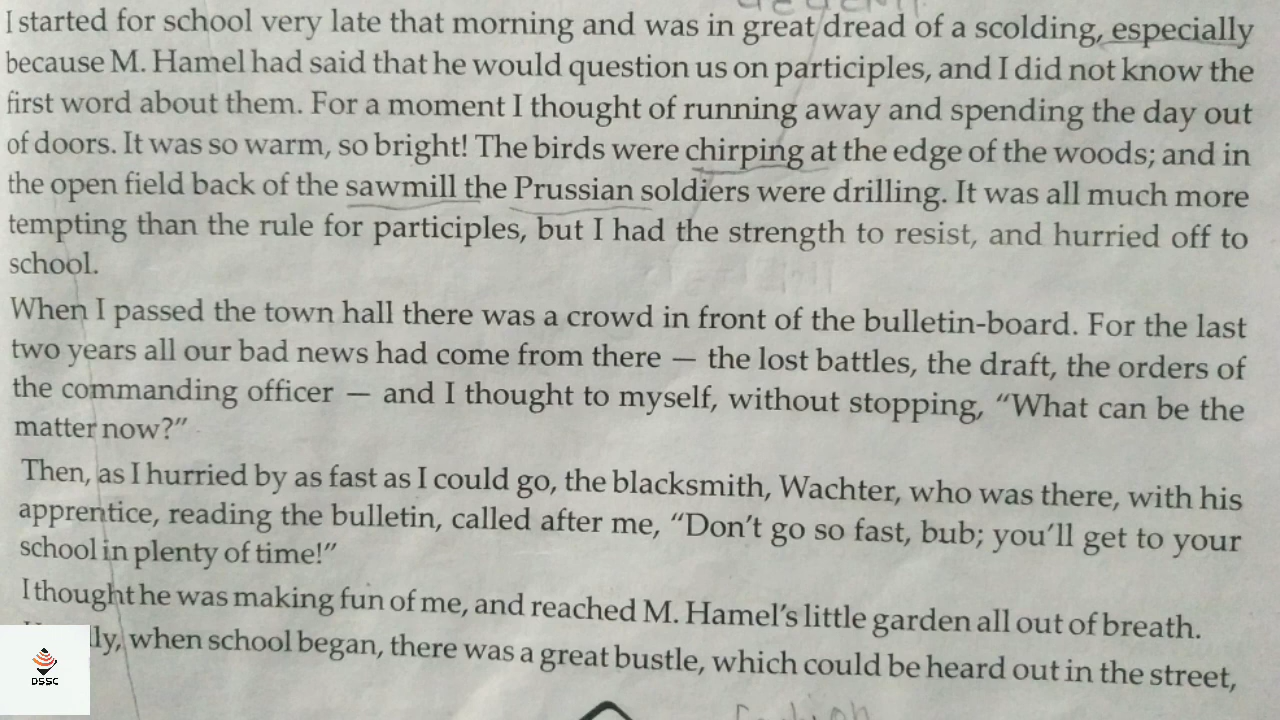 I started for school very late that morning and was in great dread of a scolding, especially
because M. Hamel had said that he would question us on participles, and I did not know the
first word about them. For a moment I thought of running away and spending the day out
of doors. It was so warm, so bright! The birds were chirping at the edge of the woods; and in
the open field back of the sawmill the Prussian soldiers were drilling. It was all much more
tempting than the rule for participles, but I had the strength to resist, and hurried off to
school.
When I passed the town hall there was a crowd in front of the bulletin-board. For the last
two years all our bad news had come from there — the lost battles, the draft, the orders of
the commanding officer — and I thought to myself, without stopping, “What can be the
matter now?”
Then, as I hurried by as fast as I could go, the blacksmith, Wachter, who was there, with his
apprentice, reading the bulletin, called after me, “Don’t go so fast, bub; you’ll get to your
school in plenty of time!”
I thought he was making fun of me, and reached M. Hamel’s little garden all out of breath.
when school began, there was a great bustle, which could be heard out in the street,
DSSC